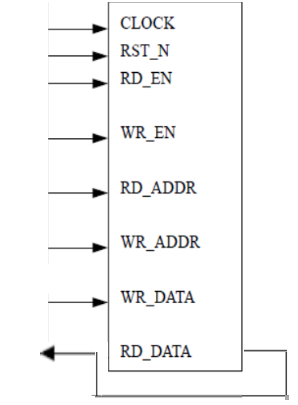 CLOCK
RST_N
RD_EN
WR_EN
RD_ADDR
WR_ADDR
WR_DATA
RD_DATA